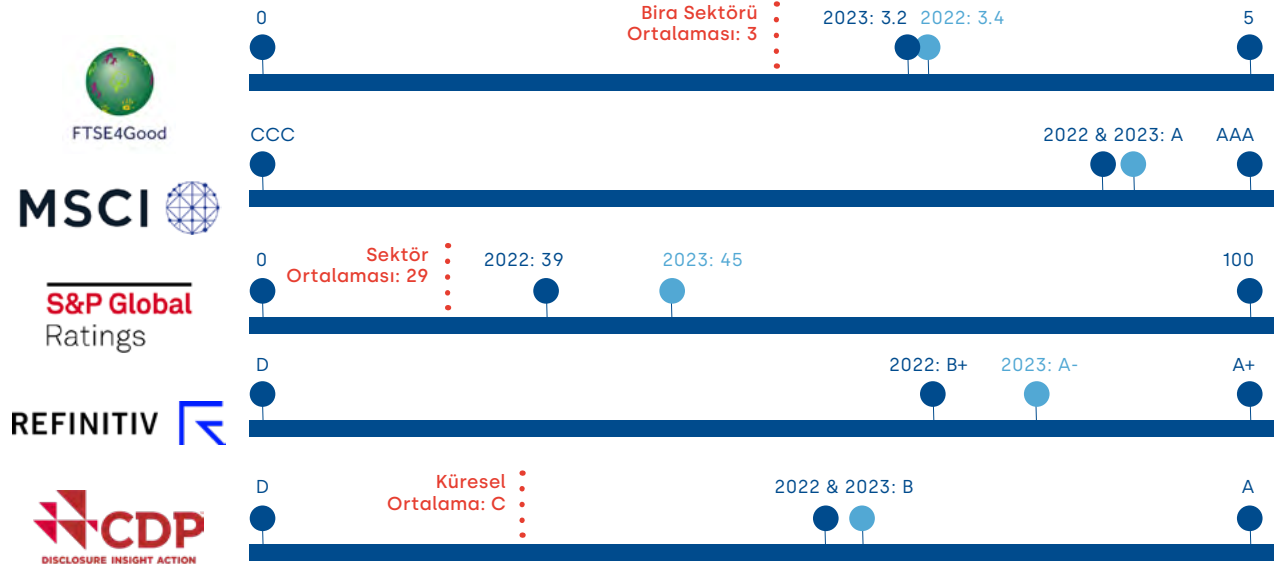 0
Bira Sektörü
Ortalaması: 3
2023: 3.2
2022: 3.4
5
FTSE4Good
CCC
2022 & 2023: A
AAA
MSCI
0
Sektör
Ortalaması: 29
2022: 39
2023: 45
100
S&P Global
Ratings
D
2022: B+
2023: A-
A+
REFINITIV
D
Küresel
Ortalama: C
2022 & 2023: B
A
CDP
DISCLOSURE INSIGHT ACTION